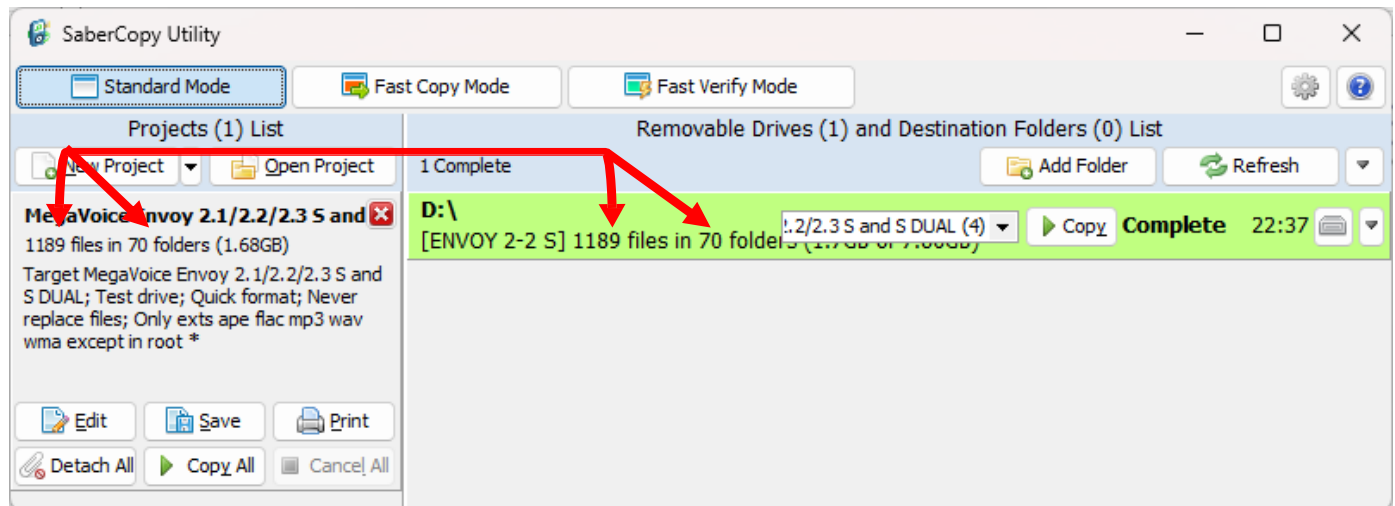 SaberCopy Utility
Standard Mode
Fast Copy Mode
Fast Verify Mode
Projects (1) List
Removable Drives (1) and Destination Folders (0) List
New Project
Open Project
1 Complete
Add Folder
Refresh
MegaVoice Envoy 2.1/2.2/2.3 S and
1189 files in 70 folders (1.68GB)
Target MegaVoice Envoy 2.1/2.2/2.3 S and
S DUAL; Test drive; Quick format; Never
replace files; Only exts ape flac mp3 wav
wma except in root *
Edit
Save
Print
Detach All
Copy All
Cancel All
D:\
[ENVOY 2-2 S] 1189 files in 70 folders
2.2/2.3 S and S DUAL (4)
Copy
Complete
22:37